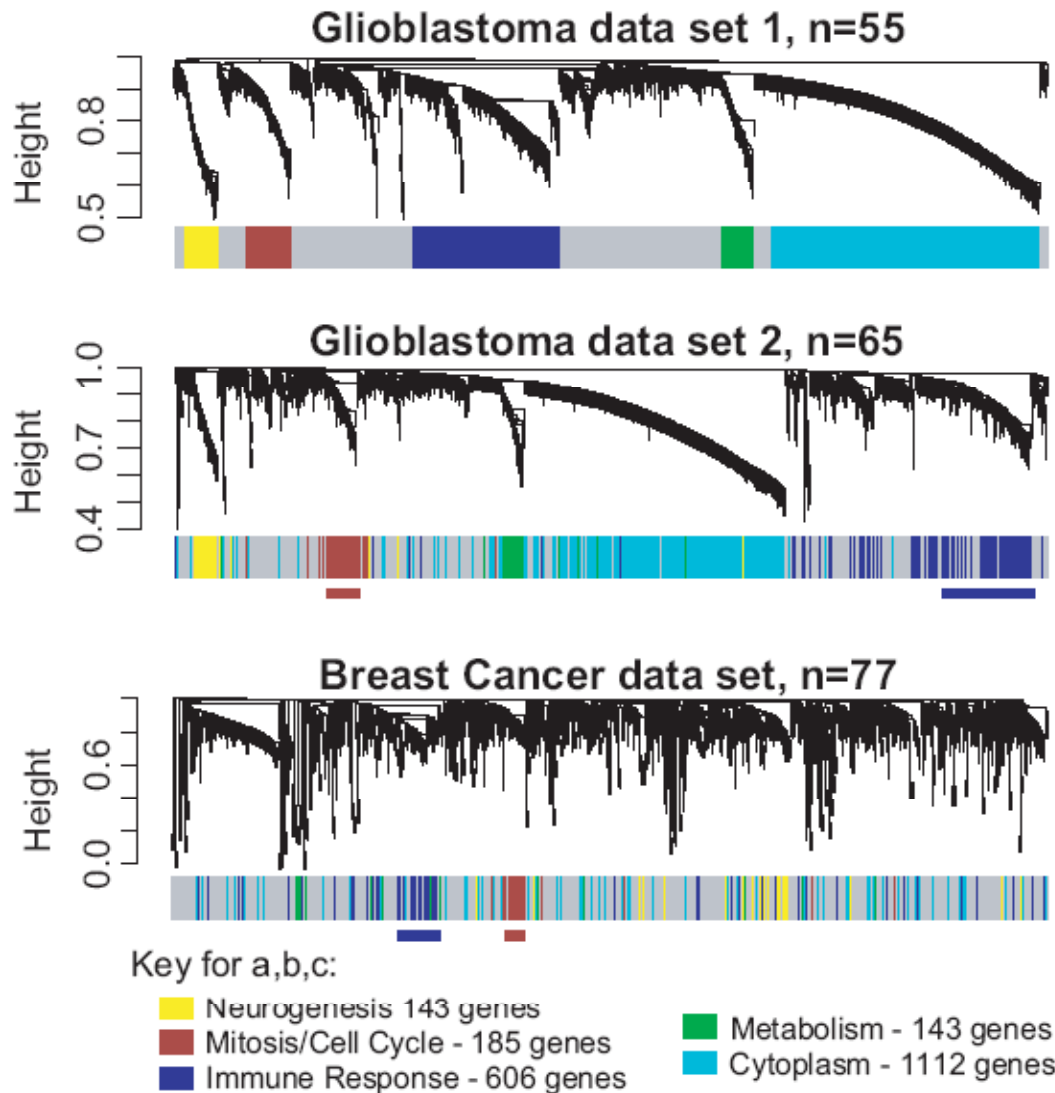 Glioblastoma data set 1, n=55
Height
0.8
0.5
Glioblastoma data set 2, n=65
Height
1.0
0.7
0.4
Breast Cancer data set, n=77
Height
0.6
0.0
Key for a,b,c:
Neurogenesis 143 genes
Mitosis/Cell Cycle - 185 genes
Immune Response - 606 genes
Metabolism - 143 genes
Cytoplasm - 1112 genes